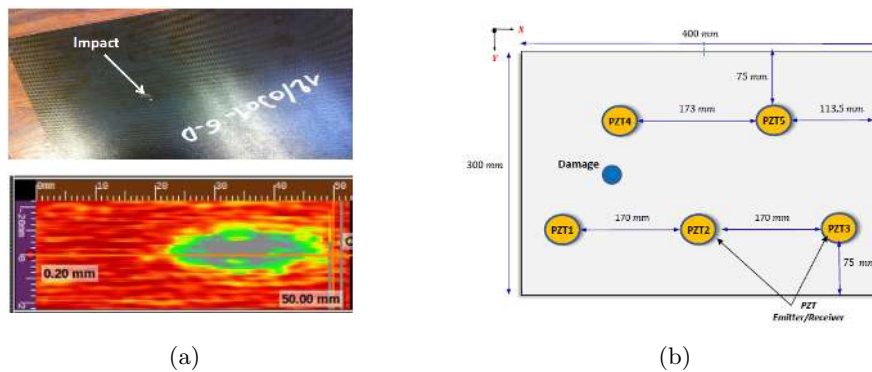 Impact
0mm 10 20 30 40 50
0.20 mm
50.00 mm
(a)
X
Y
400 mm
300 mm
75 mm
PZT4
173 mm
PZT5
113.5 mm
Damage
PZT1
170 mm
PZT2
170 mm
PZT3
75 mm
PZT
Emitter/Receiver
(b)